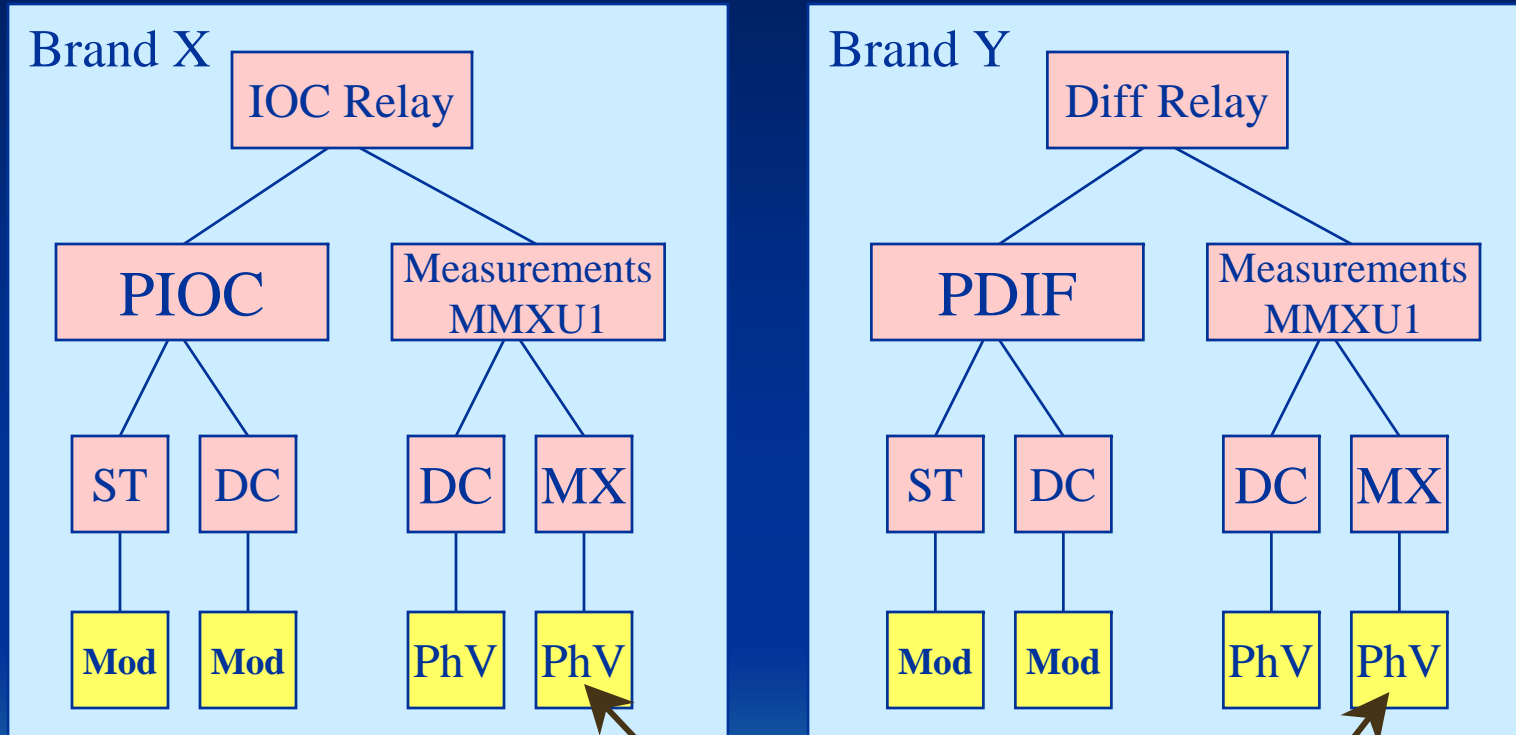 Brand X
IOC Relay
PIOC
Measurements
MMXU1
ST
DC
DC
MX
Mod
Mod
PhV
PhV
Brand Y
Diff Relay
PDIF
Measurements
MMXU1
ST
DC
DC
MX
Mod
Mod
PhV
PhV